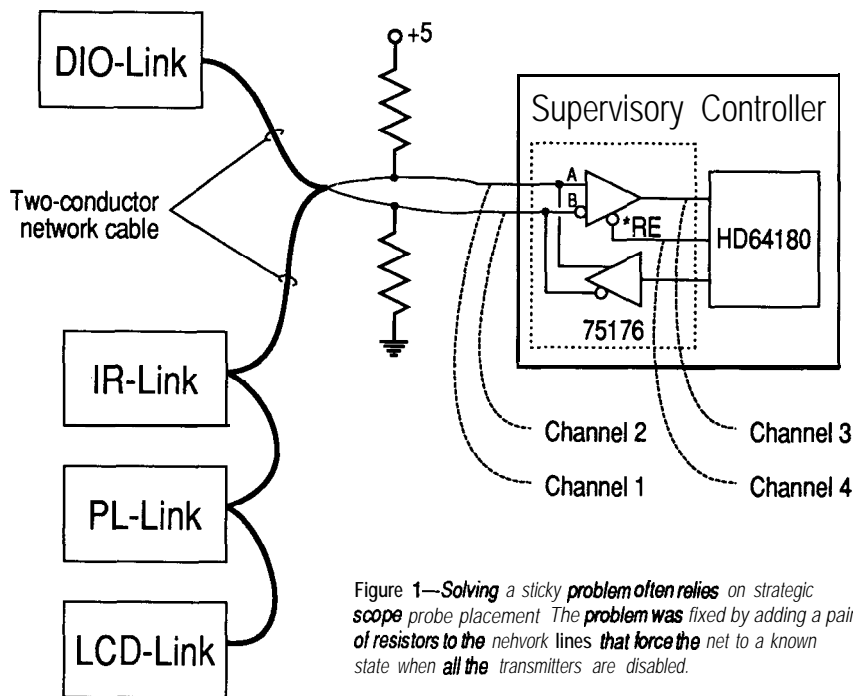 DIO-Link
+5
Supervisory Controller
A
B
*RE
HD64180
75176
Two-conductor
network cable
IR-Link
PL-Link
LCD-Link
Channel 2
Channel 1
Channel 3
Channel 4
Figure 1—Solving a sticky problem often relies on strategic
scope probe placement The problem was fixed by adding a pair
of resistors to the nehvork lines that force the net to a known
state when all the transmitters are disabled.